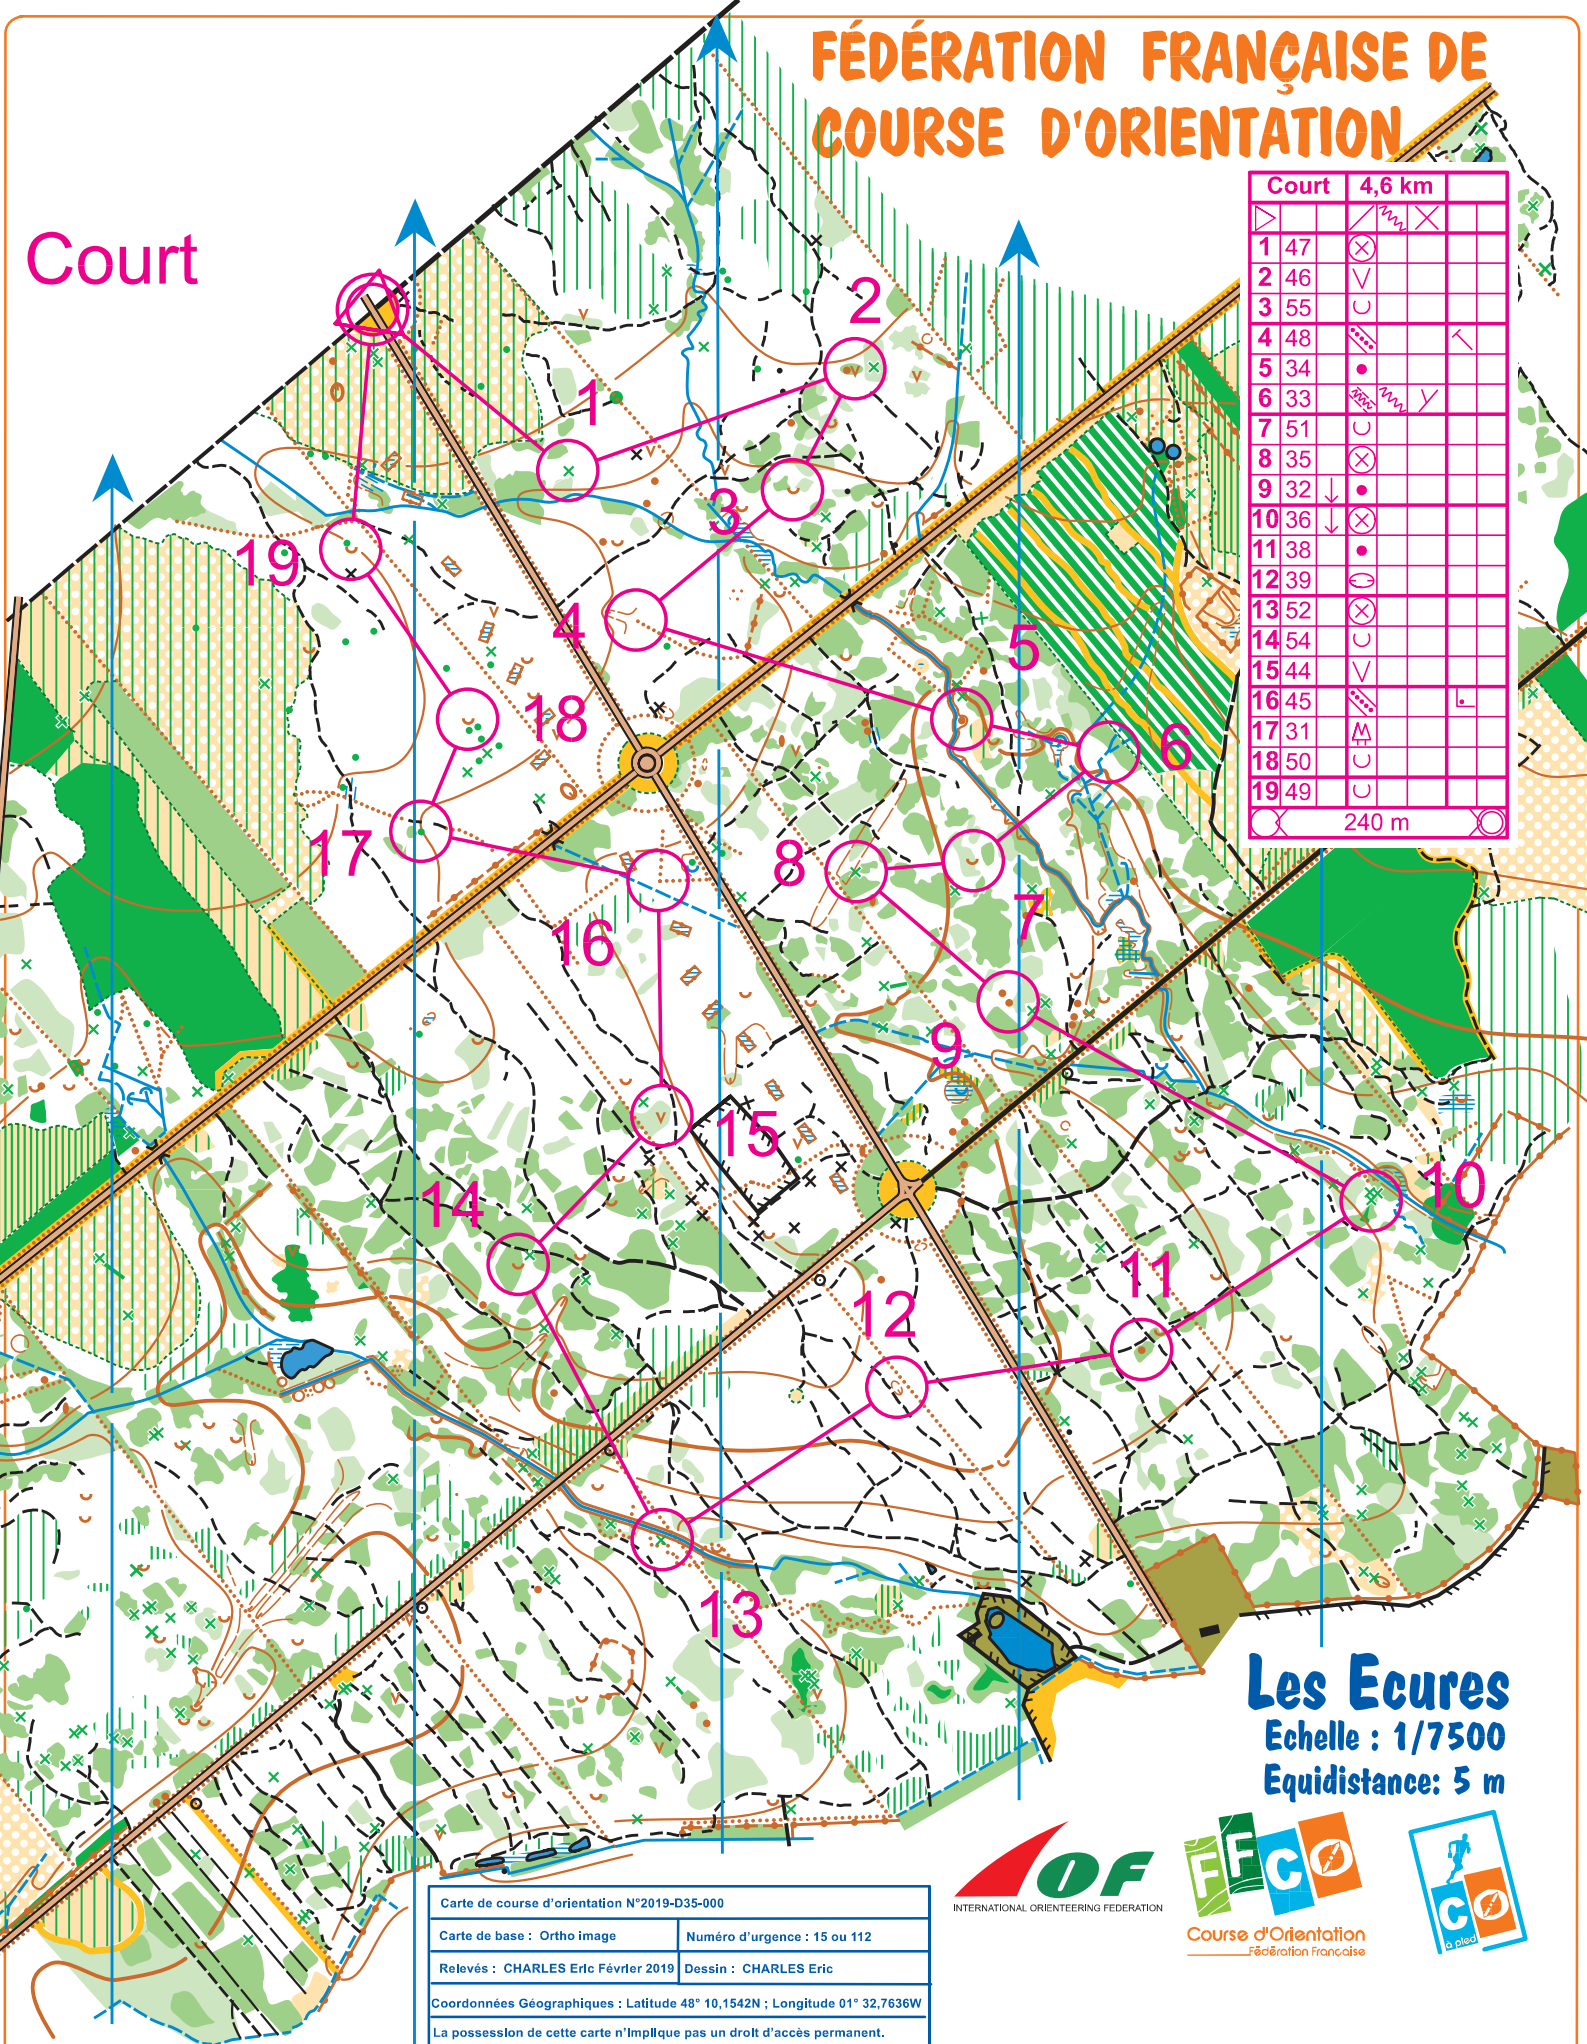 FÉDÉRATION FRANÇAISE DE
COURSE D'ORIENTATION
Court
Court 4,6 km
1 47
2 46
3 55
4 48
5 34
6 33
7 51
8 35
9 32
10 36
11 38
12 39
13 52
14 54
15 44
16 45
17 31
18 50
19 49
240 m
1
2
3
4
5
6
7
8
9
10
11
12
13
14
15
16
17
18
19
Les Ecures
Echelle : 1/7500
Equidistance: 5 m
IOF
INTERNATIONAL ORIENTEERING FEDERATION
FFCO
Course d'Orientation
Fédération Française
CO
à pied
Carte de course d'orientation N°2019-D35-000
Carte de base : Ortho image
Numéro d'urgence : 15 ou 112
Relevés : CHARLES Eric Février 2019
Dessin : CHARLES Eric
Coordonnées Géographiques : Latitude 48° 10,1542N ; Longitude 01° 32,7636W
La possession de cette carte n'implique pas un droit d'accès permanent.